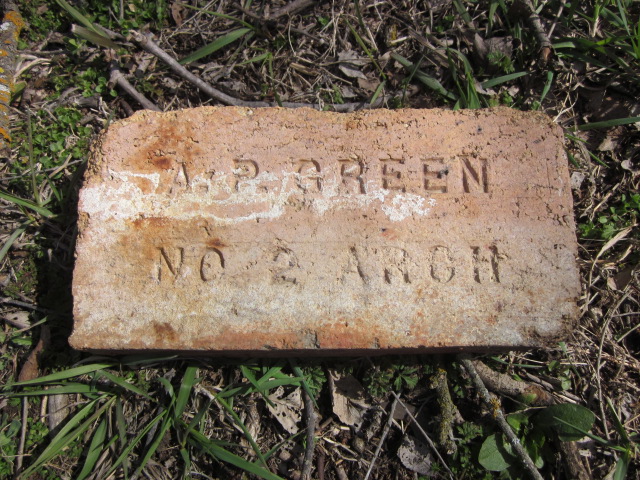 A. P. GREEN
NO 2 ARCH